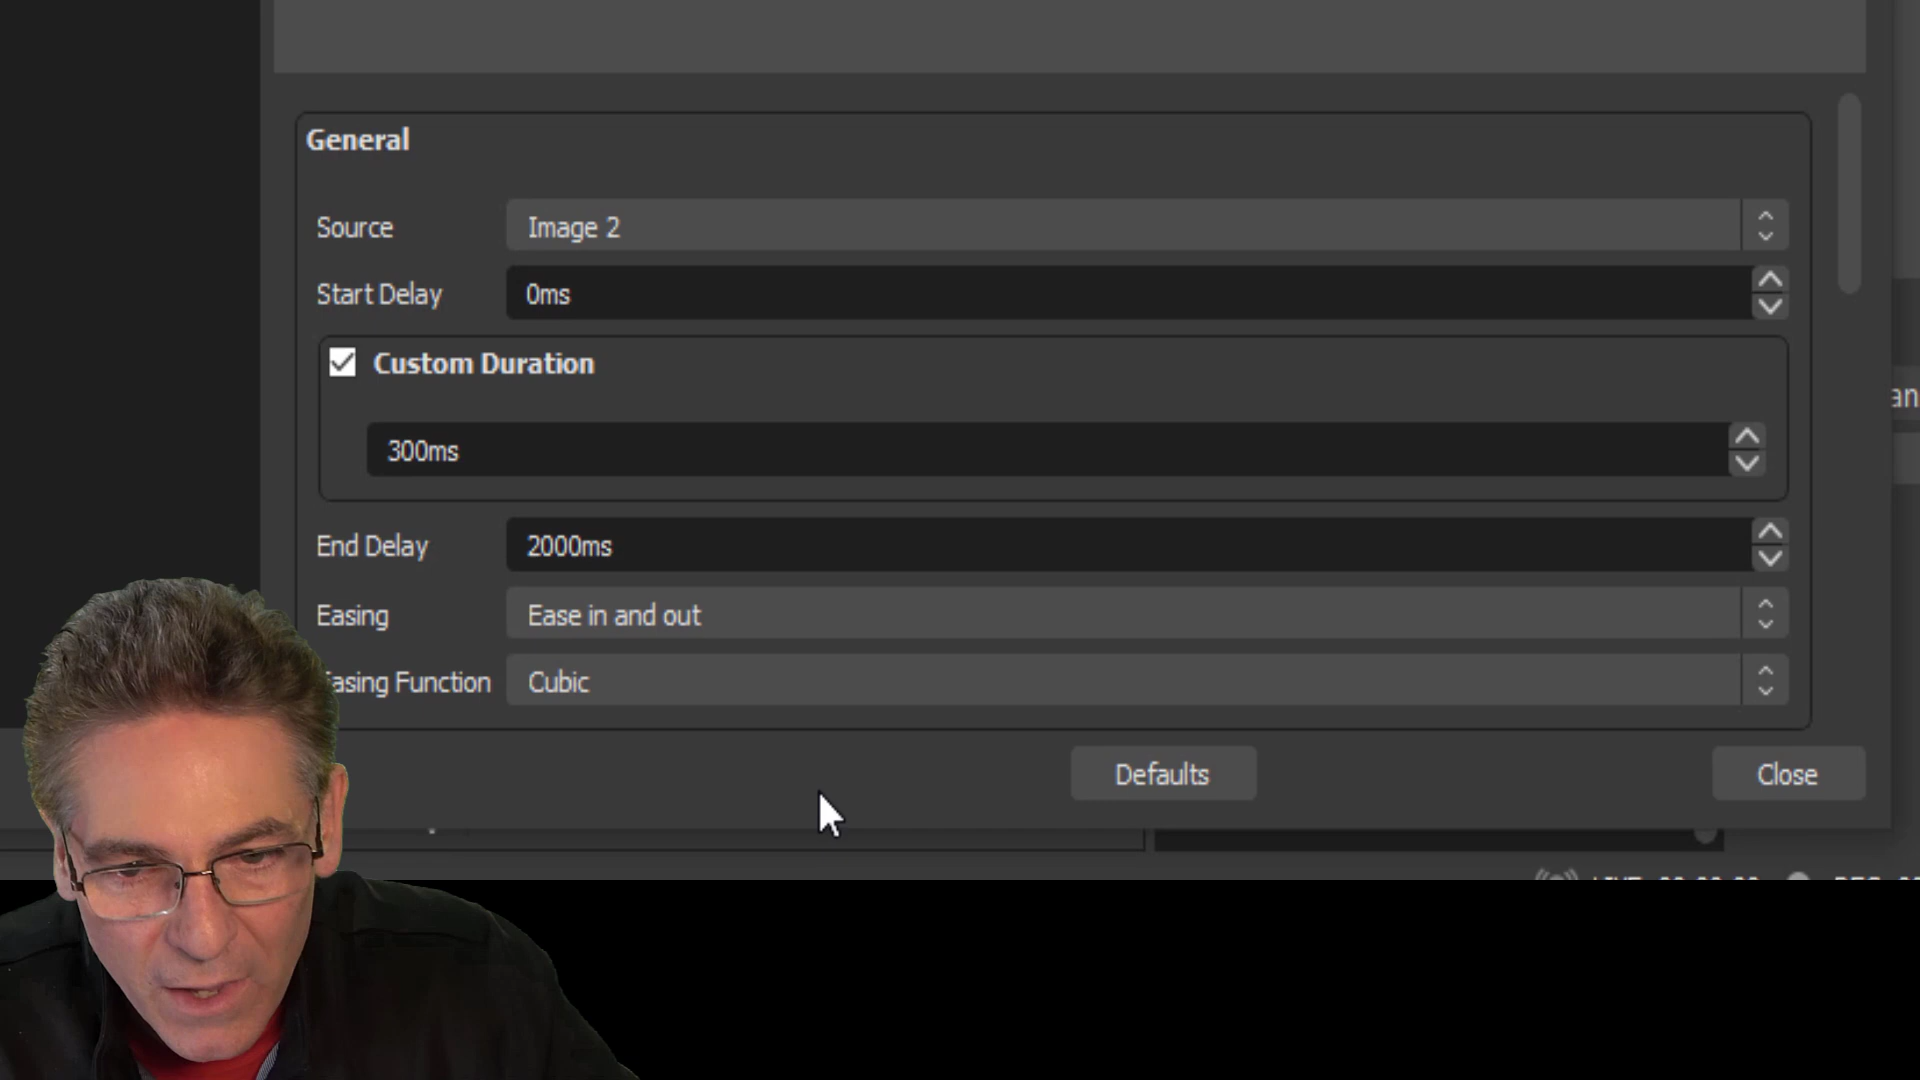 General
Source Image 2
Start Delay 0ms
Custom Duration
300ms
End Delay 2000ms
Easing Ease in and out
Easing Function Cubic
Defaults Close